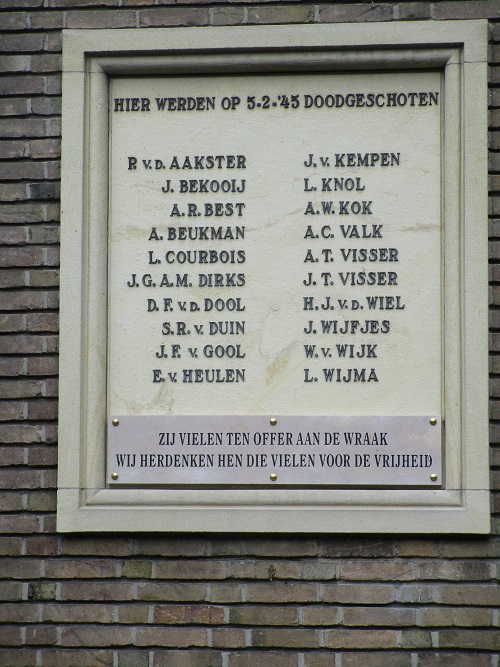 HIER WERDEN OP 5-2-'45 DOODGESCHOTEN
P. v.d. AAKSTER
J. BEKOOIJ
A.R. BEST
A. BEUKMAN
L. COURBOIS
J.G.A.M. DIRKS
D.F. v.d. DOOL
S.R. v. DUIN
J.F. v. GOOL
E. v. HEULEN
J. v. KEMPEN
L. KNOL
A.W. KOK
A.C. VALK
A.T. VISSER
J.T. VISSER
H.J. v.d. WIEL
J. WIJFJES
W. v. WIJK
L. WIJMA
ZIJ VIELEN TEN OFFER AAN DE WRAAK
WIJ HERDENKEN HEN DIE VIELEN VOOR DE VRIJHEID